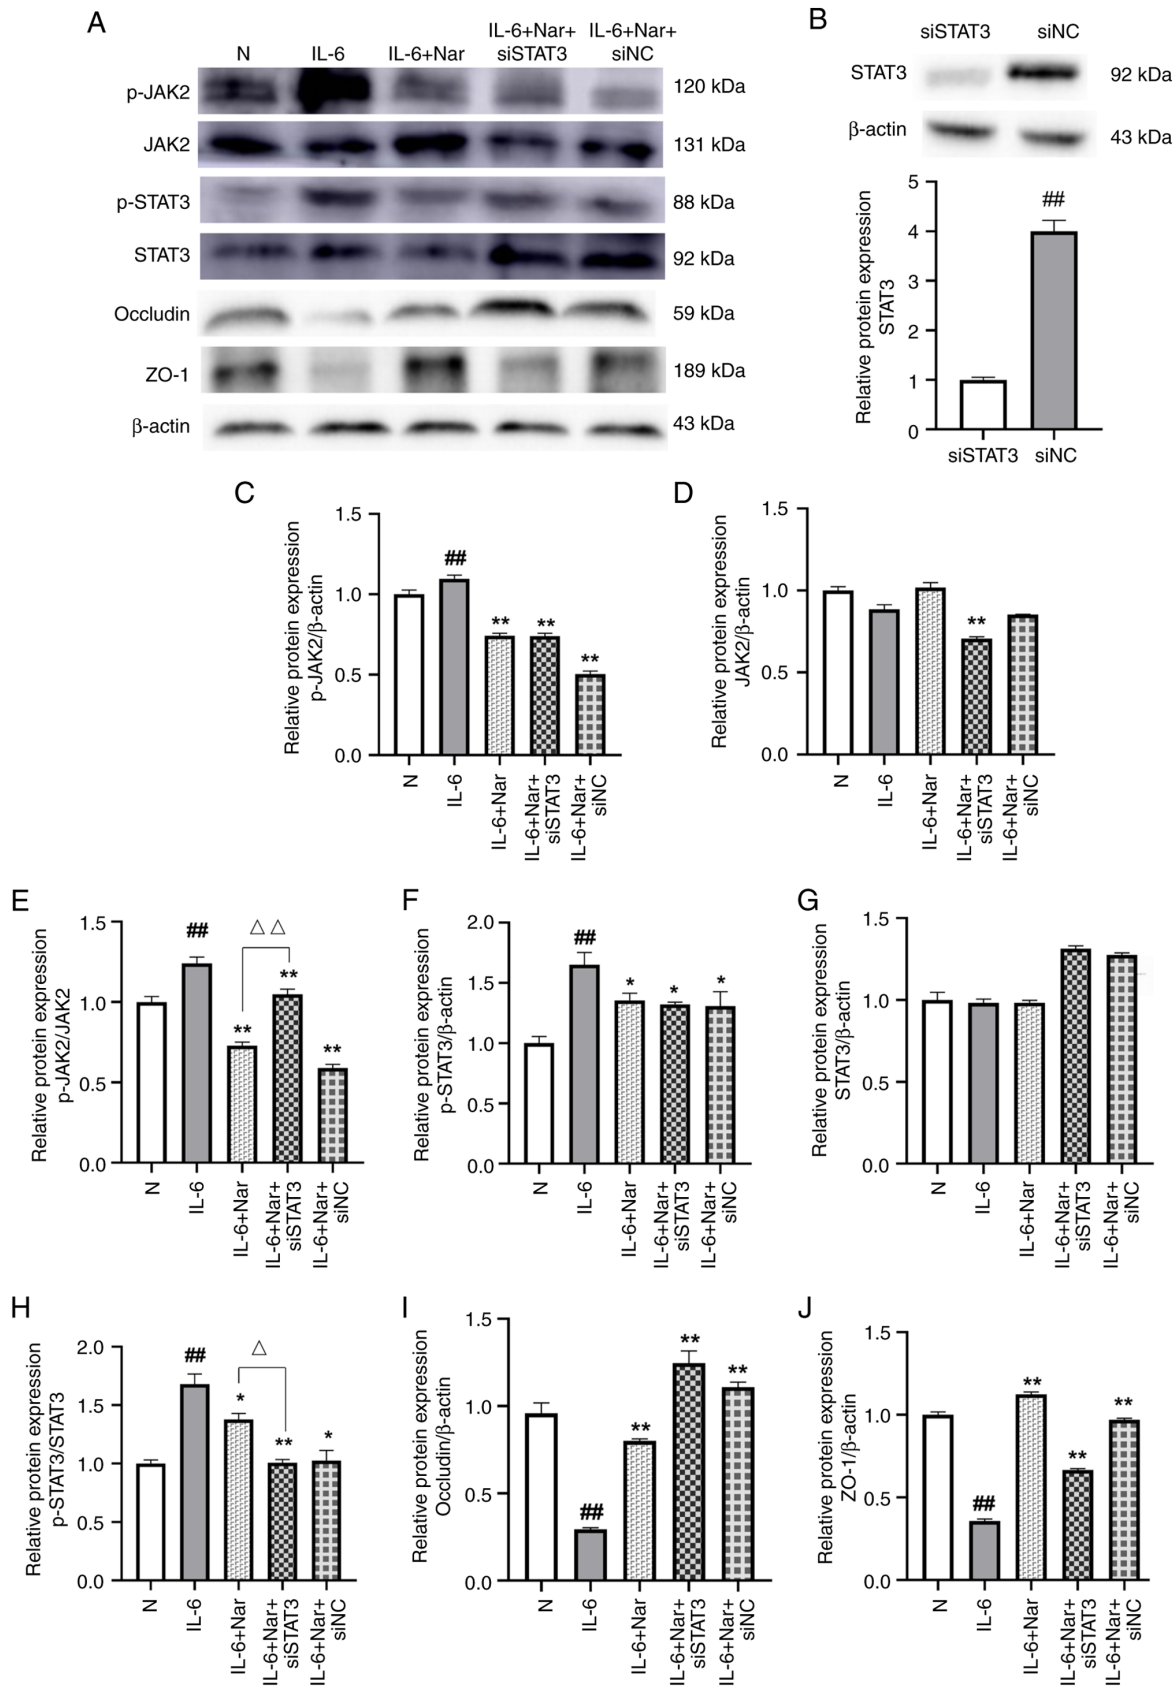 A
N
IL-6
IL-6+Nar
IL-6+Nar+
siSTAT3
IL-6+Nar+
siNC
p-JAK2
120 kDa
JAK2
131 kDa
p-STAT3
88 kDa
STAT3
92 kDa
Occludin
59 kDa
ZO-1
189 kDa
β-actin
43 kDa
B
siSTAT3
siNC
STAT3
92 kDa
β-actin
43 kDa
Relative protein expression
STAT3
5
4
3
2
1
0
##
siSTAT3
siNC
C
Relative protein expression
p-JAK2/β-actin
1.5
1.0
0.5
0.0
##
**
**
**
N
IL-6
IL-6+Nar
IL-6+Nar+
siSTAT3
IL-6+Nar+
siNC
D
Relative protein expression
JAK2/β-actin
1.5
1.0
0.5
0.0
**
N
IL-6
IL-6+Nar
IL-6+Nar+
siSTAT3
IL-6+Nar+
siNC
E
Relative protein expression
p-JAK2/JAK2
1.5
1.0
0.5
0.0
##
△ △
**
**
**
N
IL-6
IL-6+Nar
IL-6+Nar+
siSTAT3
IL-6+Nar+
siNC
F
Relative protein expression
p-STAT3/β-actin
2.0
1.5
1.0
0.5
0.0
##
*
*
*
N
IL-6
IL-6+Nar
IL-6+Nar+
siSTAT3
IL-6+Nar+
siNC
G
Relative protein expression
STAT3/β-actin
1.5
1.0
0.5
0.0
N
IL-6
IL-6+Nar
IL-6+Nar+
siSTAT3
IL-6+Nar+
siNC
H
Relative protein expression
p-STAT3/STAT3
2.0
1.5
1.0
0.5
0.0
##
△
*
**
*
N
IL-6
IL-6+Nar
IL-6+Nar+
siSTAT3
IL-6+Nar+
siNC
I
Relative protein expression
Occludin/β-actin
1.5
1.0
0.5
0.0
##
**
**
**
N
IL-6
IL-6+Nar
IL-6+Nar+
siSTAT3
IL-6+Nar+
siNC
J
Relative protein expression
ZO-1/β-actin
1.5
1.0
0.5
0.0
##
**
**
**
N
IL-6
IL-6+Nar
IL-6+Nar+
siSTAT3
IL-6+Nar+
siNC